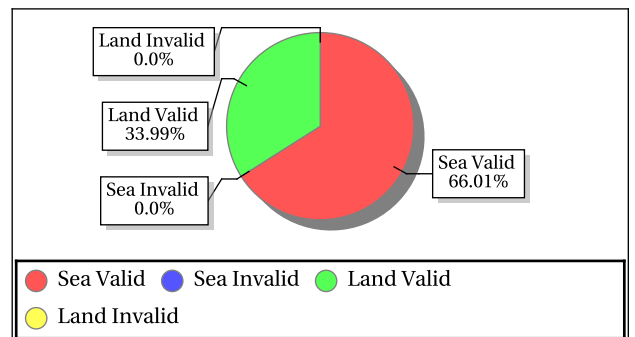 Land Invalid
0.0%
Land Valid
33.99%
Sea Invalid
0.0%
Sea Valid
66.01%
Sea Valid
Sea Invalid
Land Valid
Land Invalid